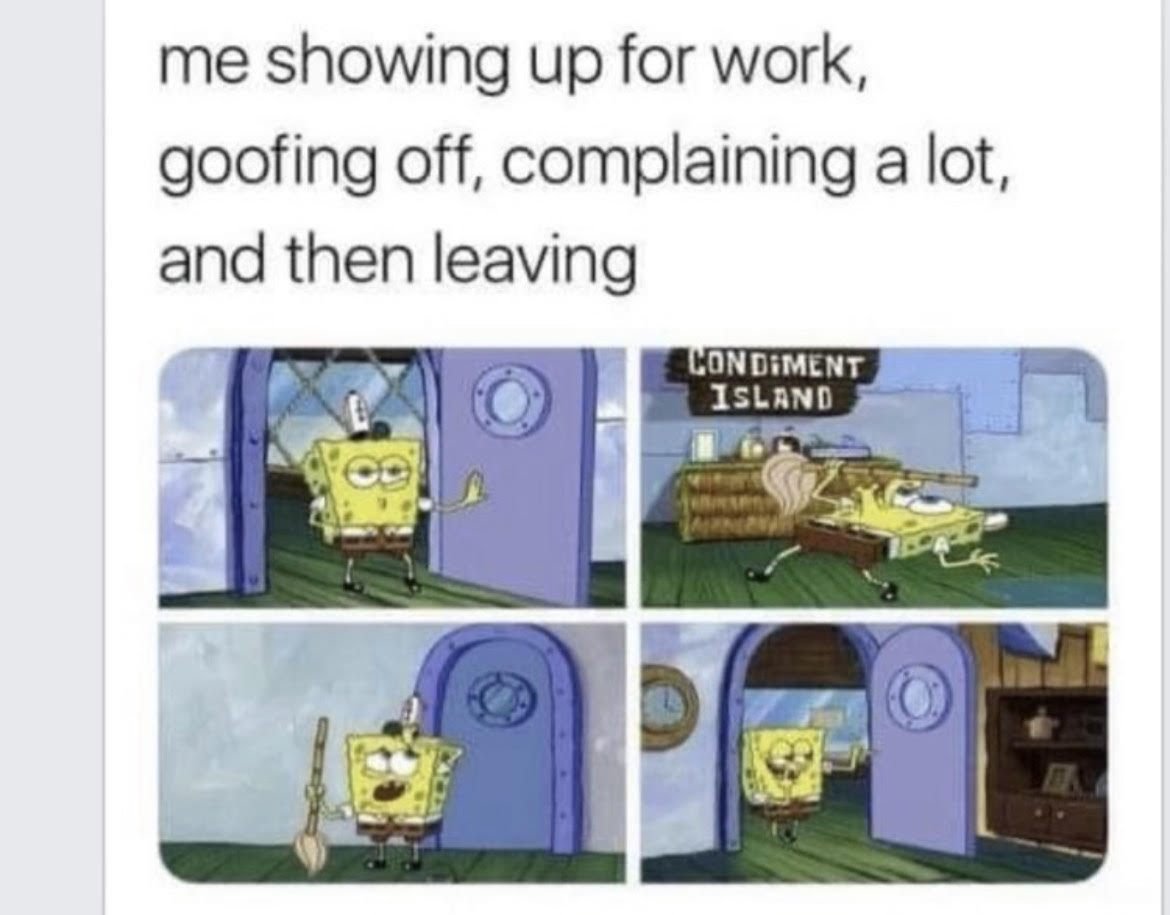 me showing up for work,
goofing off, complaining a lot,
and then leaving
CONDIMENT
ISLAND